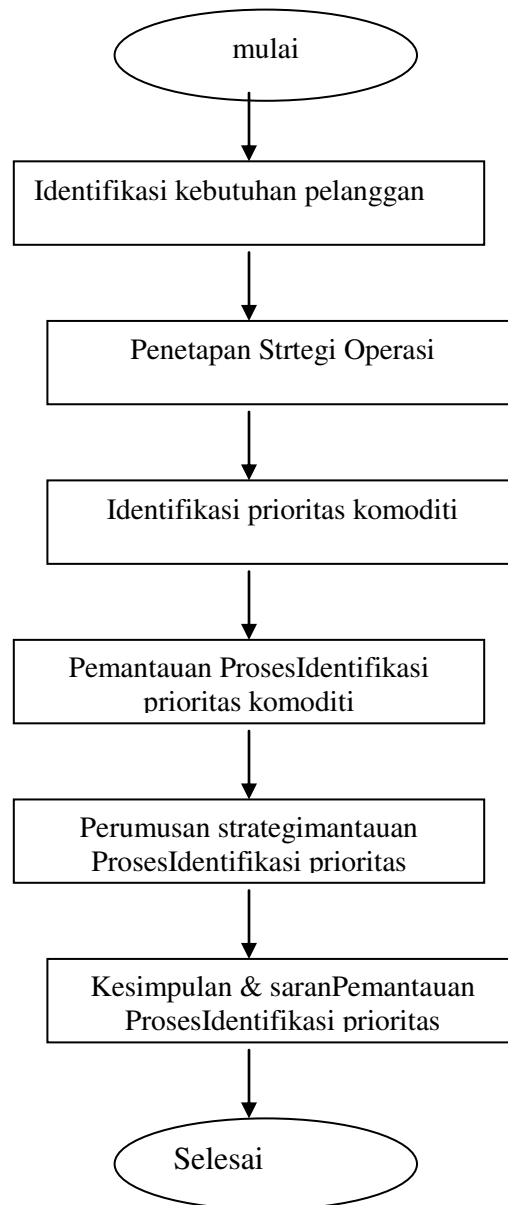 mulai
Identifikasi kebutuhan pelanggan
Penetapan Strtegi Operasi
Identifikasi prioritas komoditi
Pemantauan ProsesIdentifikasi
prioritas komoditi
Perumusan strategimantauan
ProsesIdentifikasi prioritas
Kesimpulan & saranPemantauan
ProsesIdentifikasi prioritas
Selesai